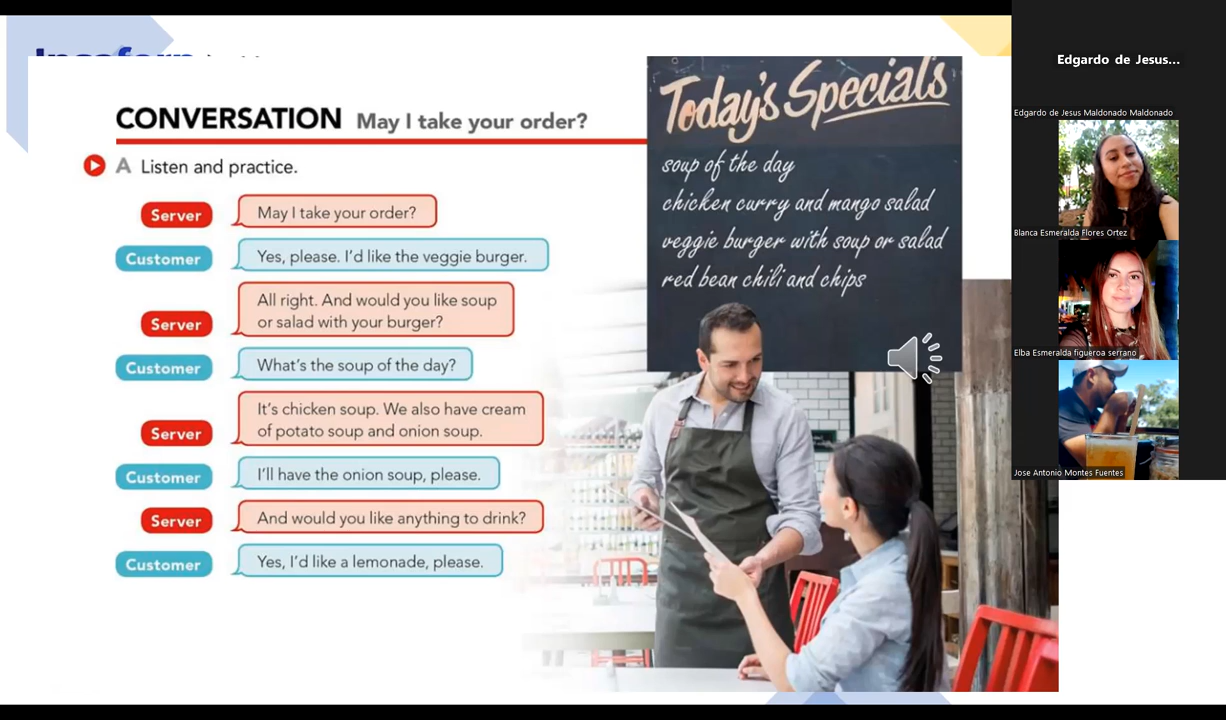 CONVERSATION May I take your order?
A Listen and practice.
Server May I take your order?
Customer Yes, please. I'd like the veggie burger.
Server All right. And would you like soup
or salad with your burger?
Customer What's the soup of the day?
Server It's chicken soup. We also have cream
of potato soup and onion soup.
Customer I'll have the onion soup, please.
Server And would you like anything to drink?
Customer Yes, I'd like a lemonade, please.
Today's Specials
soup of the day
chicken curry and mango salad
veggie burger with soup or salad
red bean chili and chips
Edgardo de Jesus...
Edgardo de Jesus Maldonado Maldonado
Blanca Esmeralda Flores Ortez
Elba Esmeralda figueroa serrano
Jose Antonio Montes Fuentes